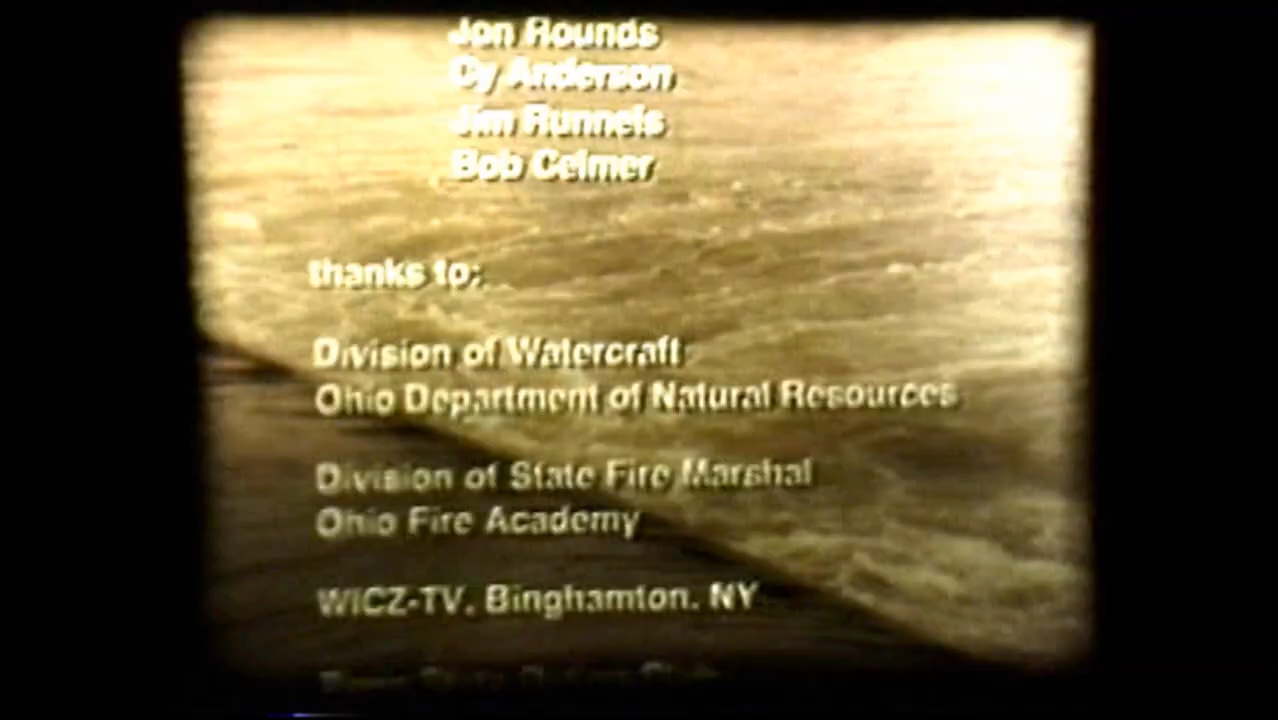 Jon Rounds
Cy Anderson
Jim Runnels
Bob Celmer
thanks to:
Division of Watercraft
Ohio Department of Natural Resources
Division of State Fire Marshal
Ohio Fire Academy
WICZ-TV, Binghamton, NY